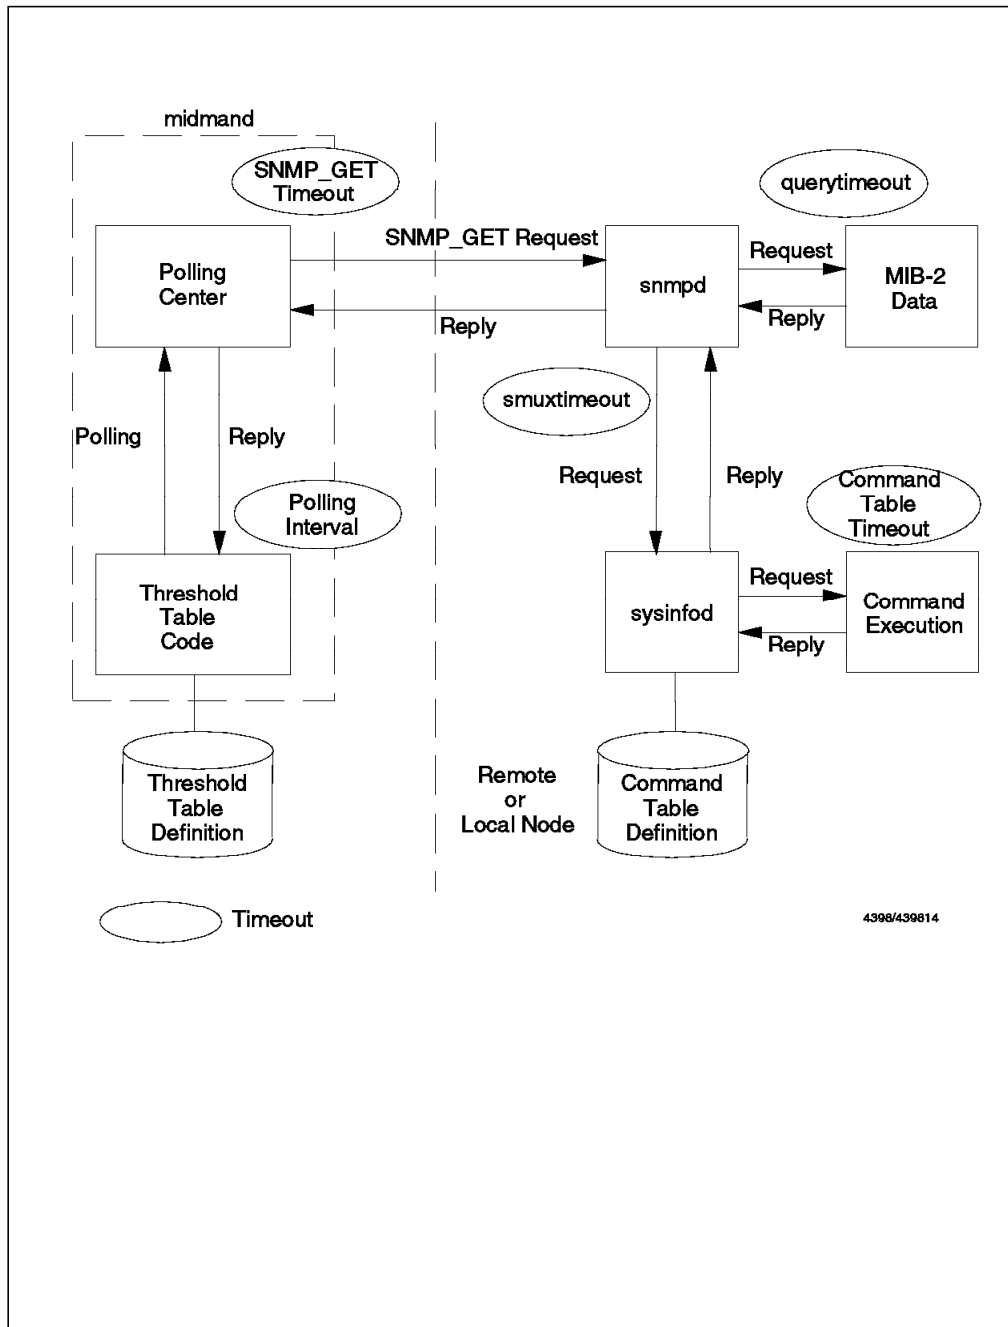 midmand
SNMP_GET
Timeout
querytimeout
SNMP_GET Request
Polling
Center
snmpd
Request
MIB-2
Data
Reply
Reply
smuxtimeout
Polling
Reply
Request
Reply
Command
Table
Timeout
Polling
Interval
Threshold
Table
Code
sysinfod
Request
Command
Execution
Reply
Threshold
Table
Definition
Remote
or
Local Node
Command
Table
Definition
Timeout
4398/439814